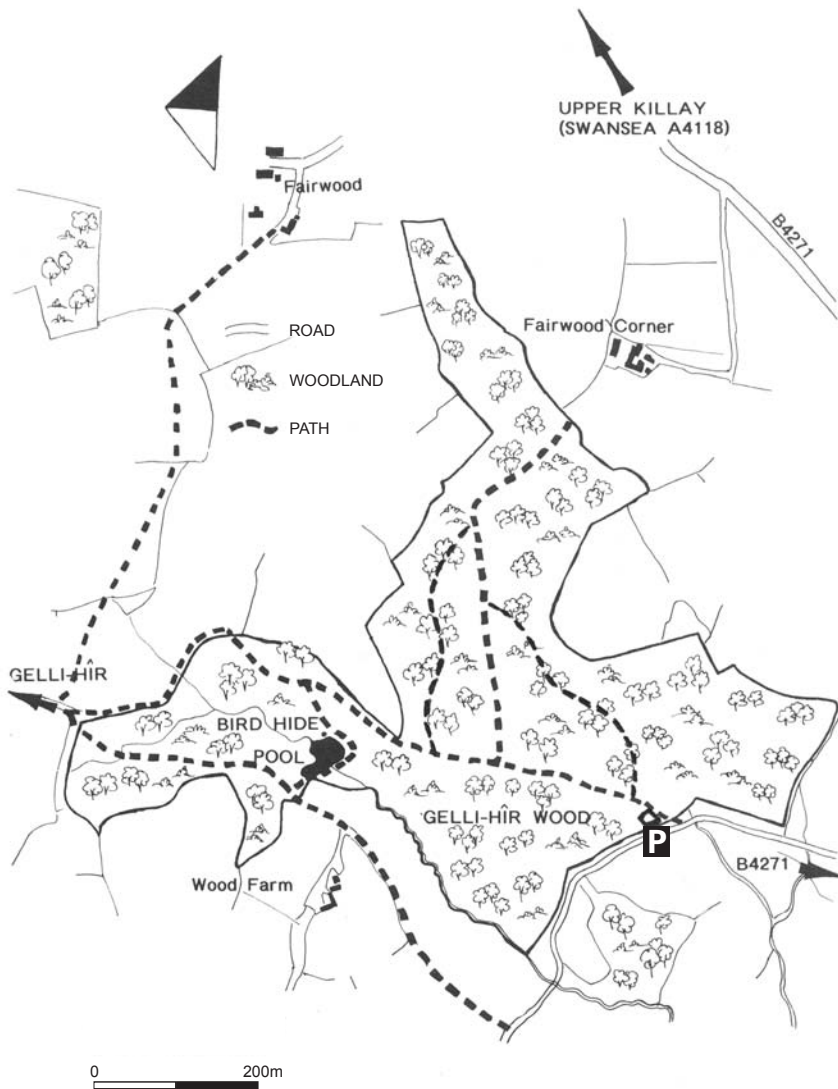 UPPER KILLAY
(SWANSEA A4118)
Fairwood
B4271
Fairwood Corner
ROAD
WOODLAND
PATH
GELLI-HÎR
BIRD HIDE
POOL
GELLI-HÎR WOOD
P
B4271
Wood Farm
0 200m